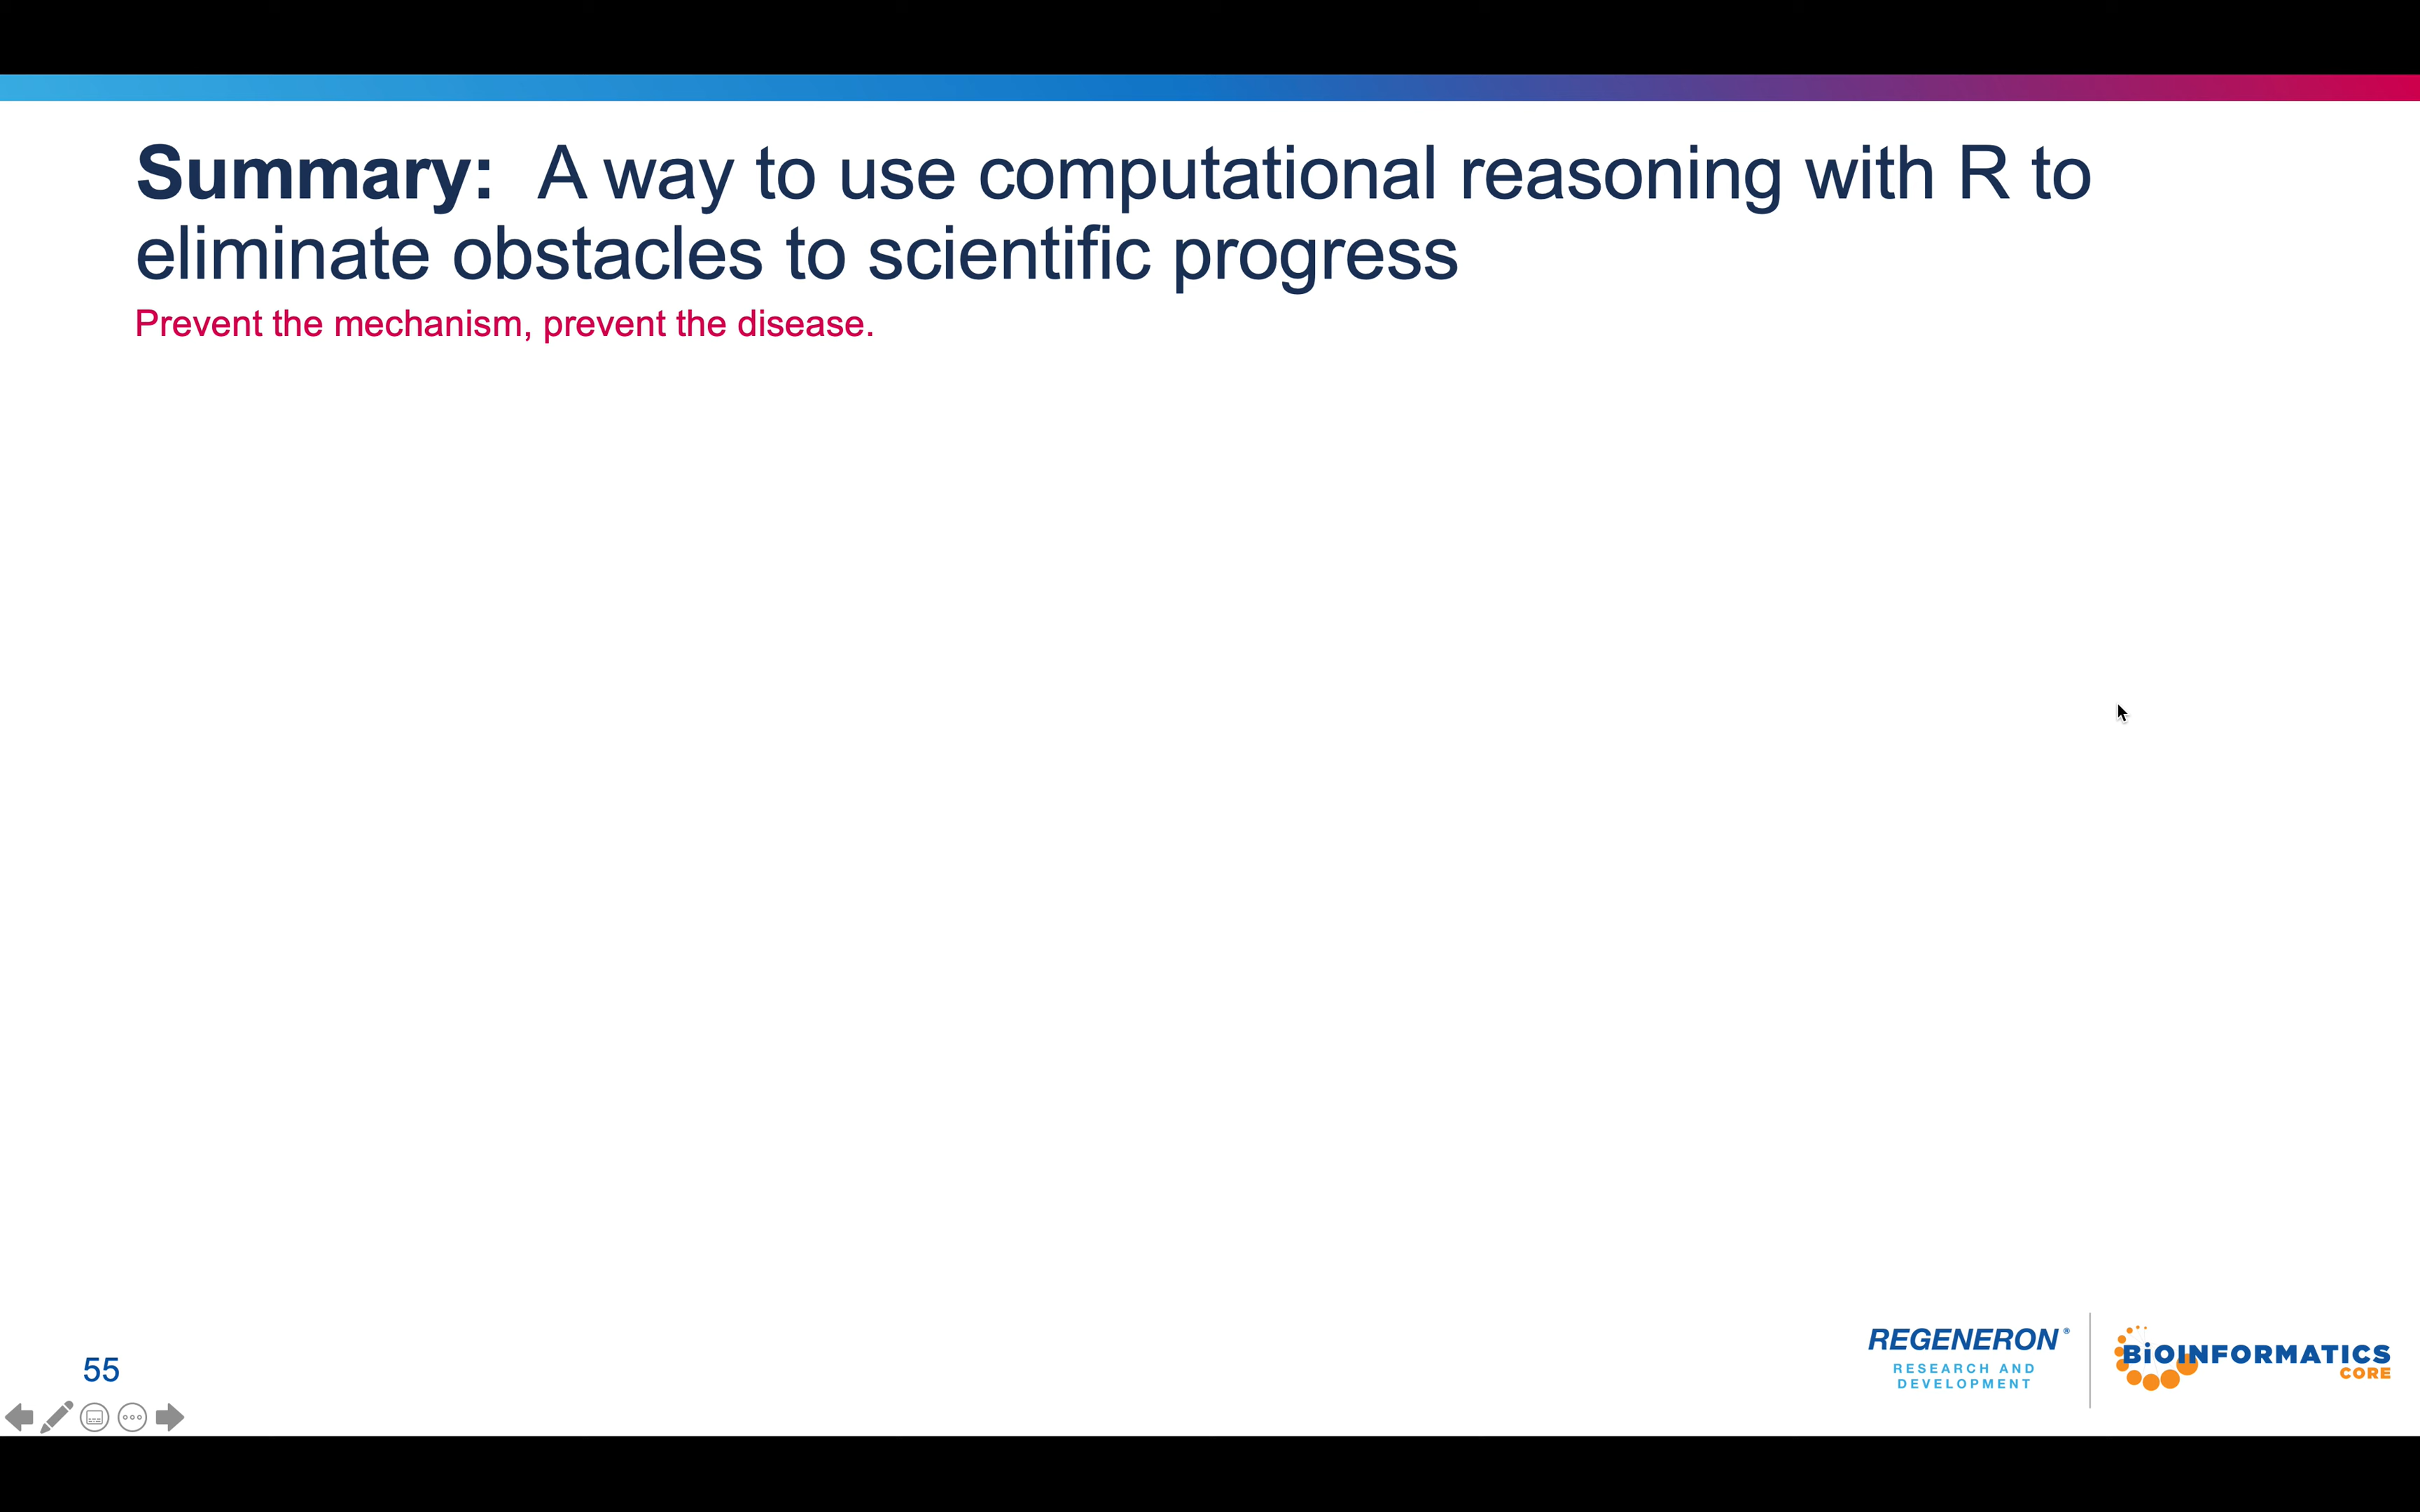 Summary: A way to use computational reasoning with R to
eliminate obstacles to scientific progress
Prevent the mechanism, prevent the disease.
55
REGENERON®
RESEARCH AND
DEVELOPMENT
BiOINFORMATICS
CORE